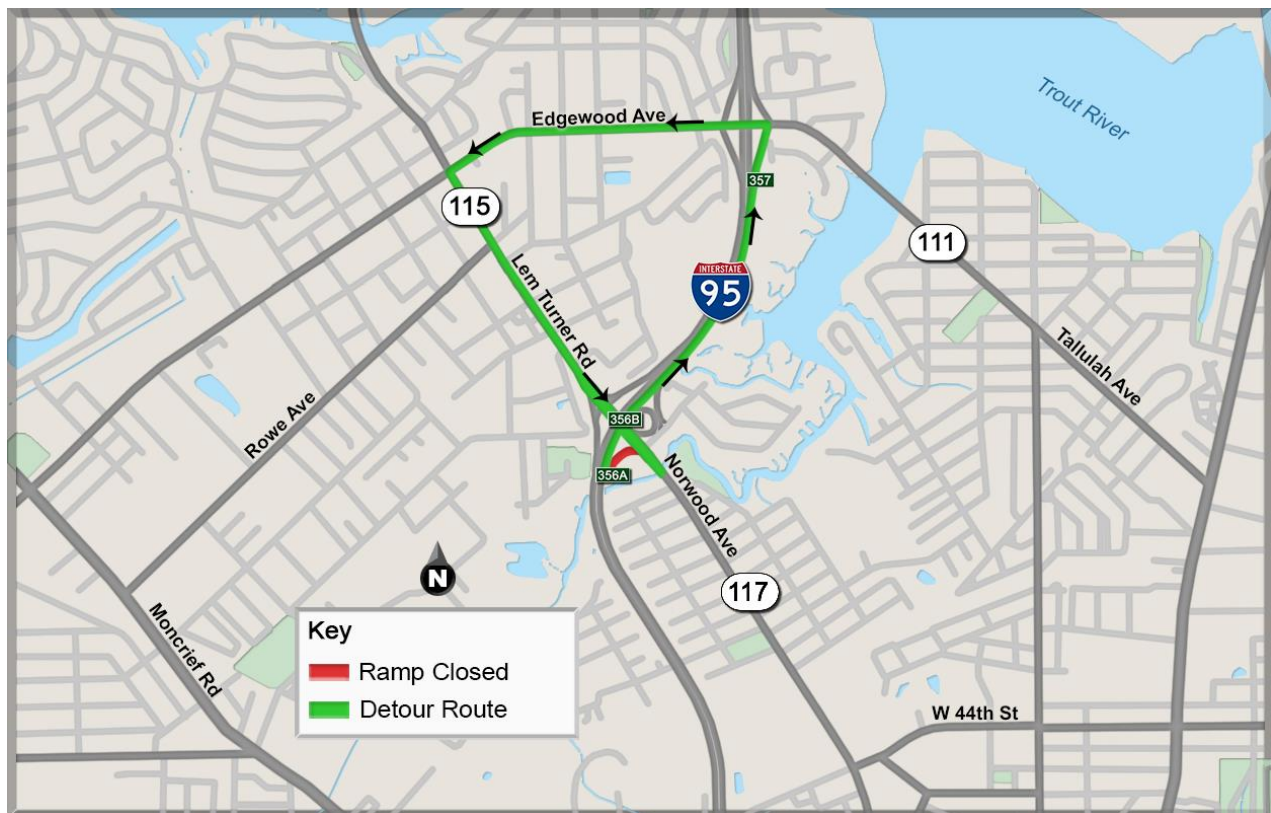 Trout River
Edgewood Ave
357
115
111
Lem Turner Rd
INTERSTATE
95
Tallulah Ave
Rowe Ave
356B
356A
Norwood Ave
N
117
Moncrief Rd
Key
Ramp Closed
Detour Route
W 44th St